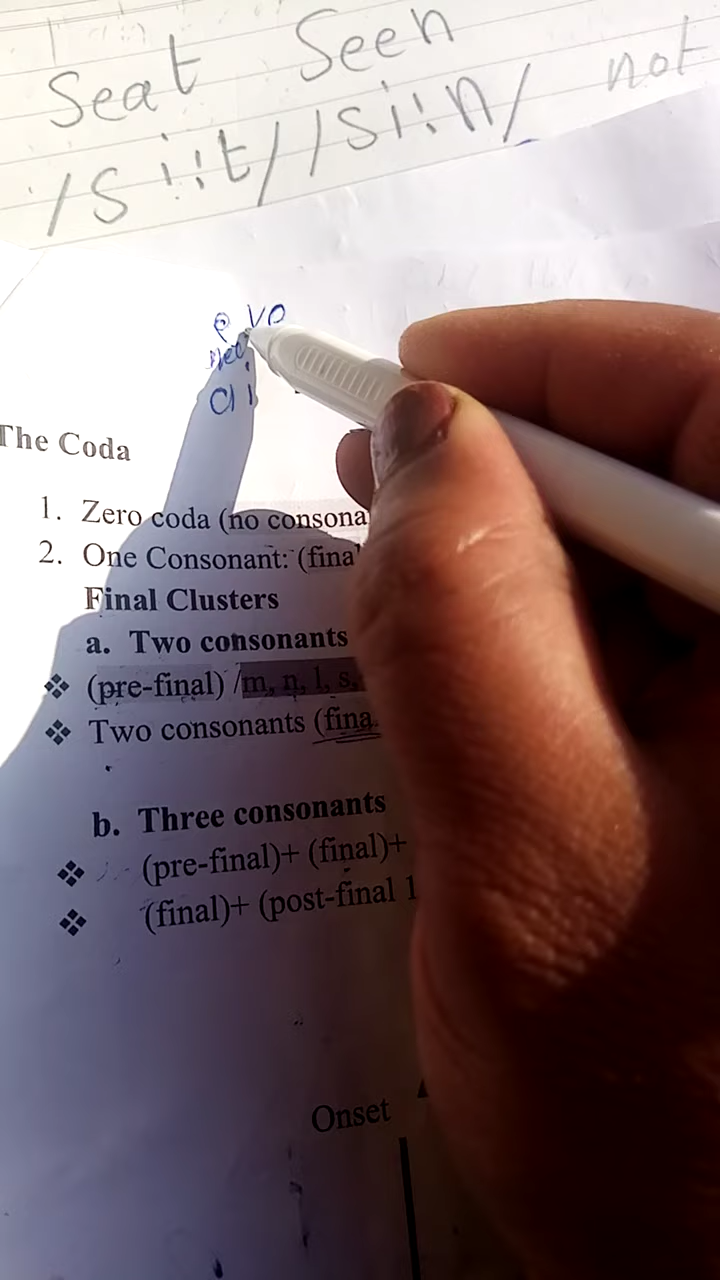 Seat Seen
/si:t/ /si:n/ not
The Coda
1. Zero coda (no consona
2. One Consonant: (final
Final Clusters
a. Two consonants
❖ (pre-final) /m, n, l, s,
❖ Two consonants (fina
b. Three consonants
❖ (pre-final)+ (final)+
❖ (final)+ (post-final 1
Onset